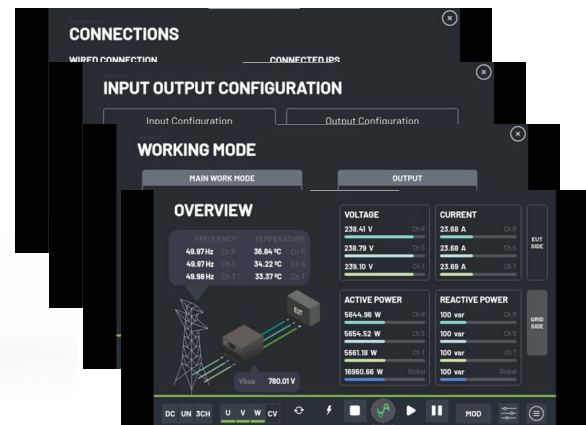 CONNECTIONS
WIRED CONNECTION CONNECTED IPS
INPUT OUTPUT CONFIGURATION
Input Configuration Output Configuration
WORKING MODE
MAIN WORK MODE OUTPUT
OVERVIEW
FREQUENCY TEMPERATURE
49.97 Hz Ch R 36.64 ºC Ch R
49.97 Hz Ch S 34.22 ºC Ch S
49.98 Hz Ch T 33.37 ºC Ch T
EUT
Vbus 780.01 V
VOLTAGE
238.41 V Ch R
238.79 V Ch S
239.10 V Ch T
CURRENT
23.68 A Ch R
23.68 A Ch S
23.69 A Ch T
EUT
SIDE
ACTIVE POWER
5644.96 W Ch R
5654.52 W Ch S
5661.18 W Ch T
16960.66 W Global
REACTIVE POWER
100 var Ch R
100 var Ch S
100 var Ch T
100 var Global
GRID
SIDE
DC UN 3CH U V W CV MOD